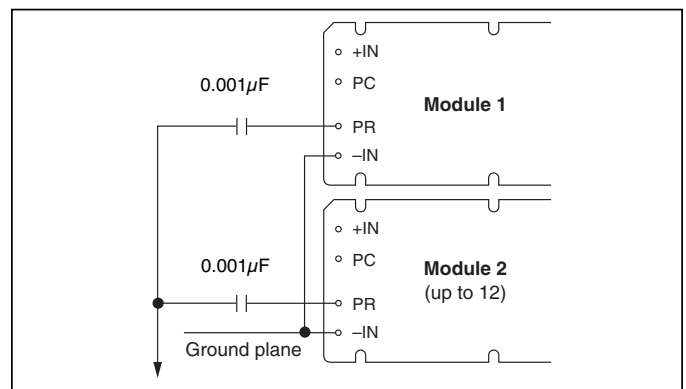 +IN
0.001µF
PC
Module 1
PR
–IN
+IN
0.001µF
PC
Module 2
(up to 12)
PR
–IN
Ground plane